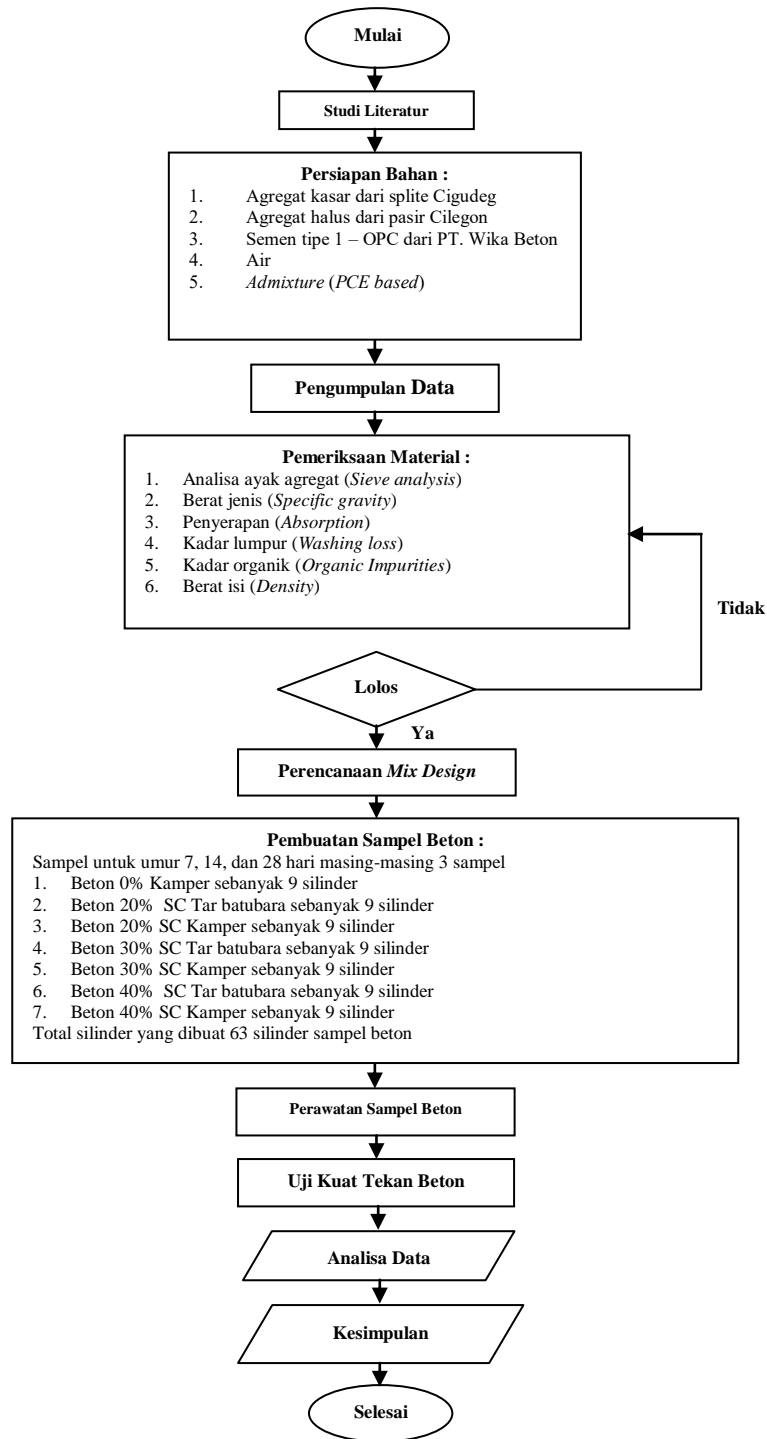 Mulai
Studi Literatur
Persiapan Bahan :
1. Agregat kasar dari splite Cigudeg
2. Agregat halus dari pasir Cilegon
3. Semen tipe 1 – OPC dari PT. Wika Beton
4. Air
5. Admixture (PCE based)
Pengumpulan Data
Pemeriksaan Material :
1. Analisa ayak agregat (Sieve analysis)
2. Berat jenis (Specific gravity)
3. Penyerapan (Absorption)
4. Kadar lumpur (Washing loss)
5. Kadar organik (Organic Impurities)
6. Berat isi (Density)
Tidak
Lolos
Ya
Perencanaan Mix Design
Pembuatan Sampel Beton :
Sampel untuk umur 7, 14, dan 28 hari masing-masing 3 sampel
1. Beton 0% Kamper sebanyak 9 silinder
2. Beton 20% SC Tar batubara sebanyak 9 silinder
3. Beton 20% SC Kamper sebanyak 9 silinder
4. Beton 30% SC Tar batubara sebanyak 9 silinder
5. Beton 30% SC Kamper sebanyak 9 silinder
6. Beton 40% SC Tar batubara sebanyak 9 silinder
7. Beton 40% SC Kamper sebanyak 9 silinder
Total silinder yang dibuat 63 silinder sampel beton
Perawatan Sampel Beton
Uji Kuat Tekan Beton
Analisa Data
Kesimpulan
Selesai